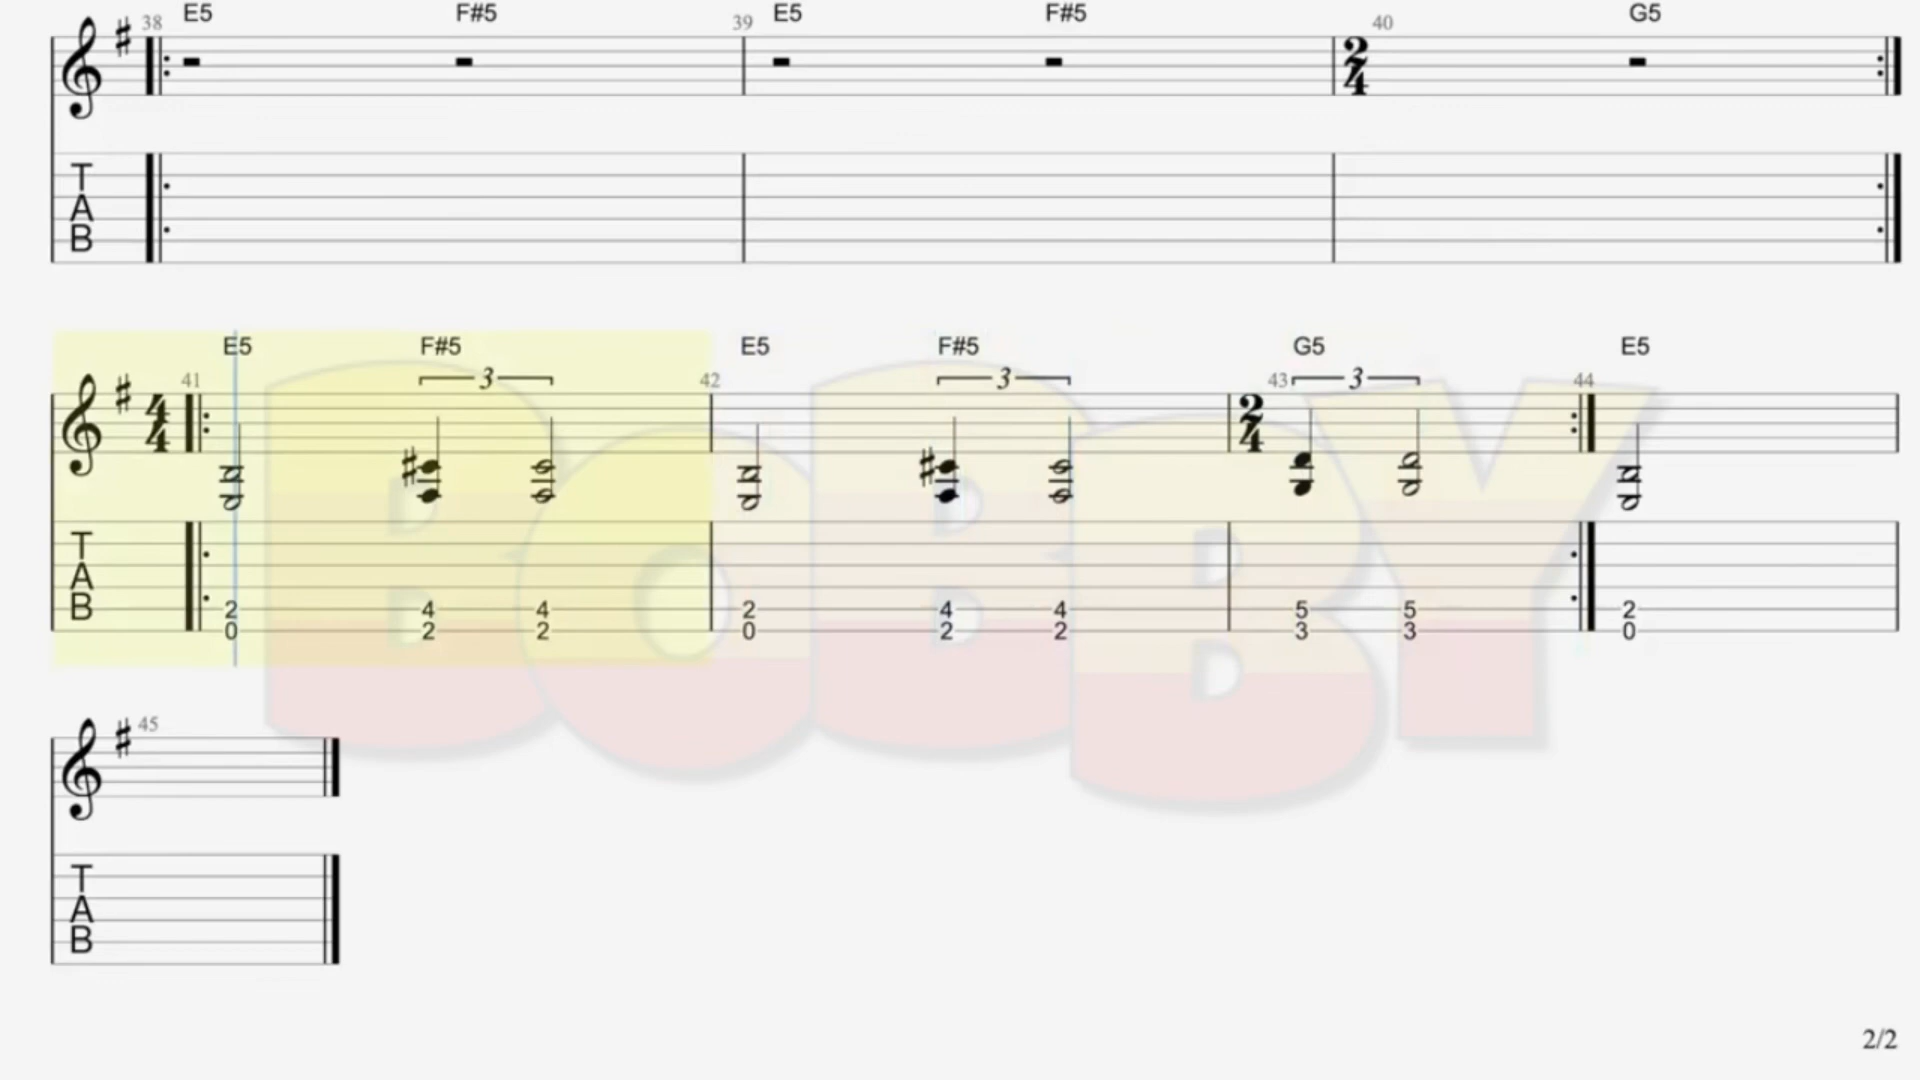 38 E5 F#5 39 E5 F#5 40 G5
2
4
T
A
B
E5 F#5 E5 F#5 G5 E5
41 3 42 3 43 3 44
4 2
4 4
T
A
B
2 4 4 2 4 4 5 5 2
0 2 2 0 2 2 3 3 0
BOBBY
45
T
A
B
2/2